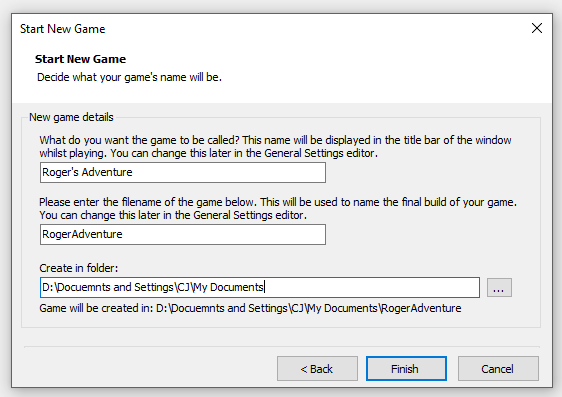 Start New Game
Start New Game
Decide what your game's name will be.
New game details
What do you want the game to be called? This name will be displayed in the title bar of the window
whilst playing. You can change this later in the General Settings editor.
Roger's Adventure
Please enter the filename of the game below. This will be used to name the final build of your game.
You can change this later in the General Settings editor.
RogerAdventure
Create in folder:
D:\Docuemnts and Settings\CJ\My Documents
...
Game will be created in: D:\Docuemnts and Settings\CJ\My Documents\RogerAdventure
< Back
Finish
Cancel